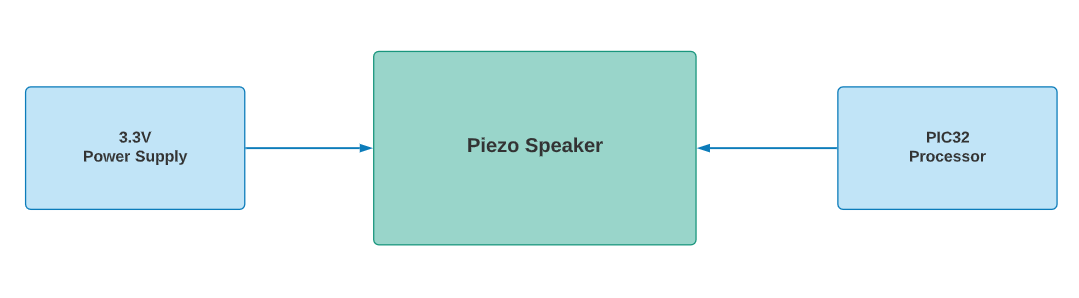 3.3V
Power Supply
Piezo Speaker
PIC32
Processor